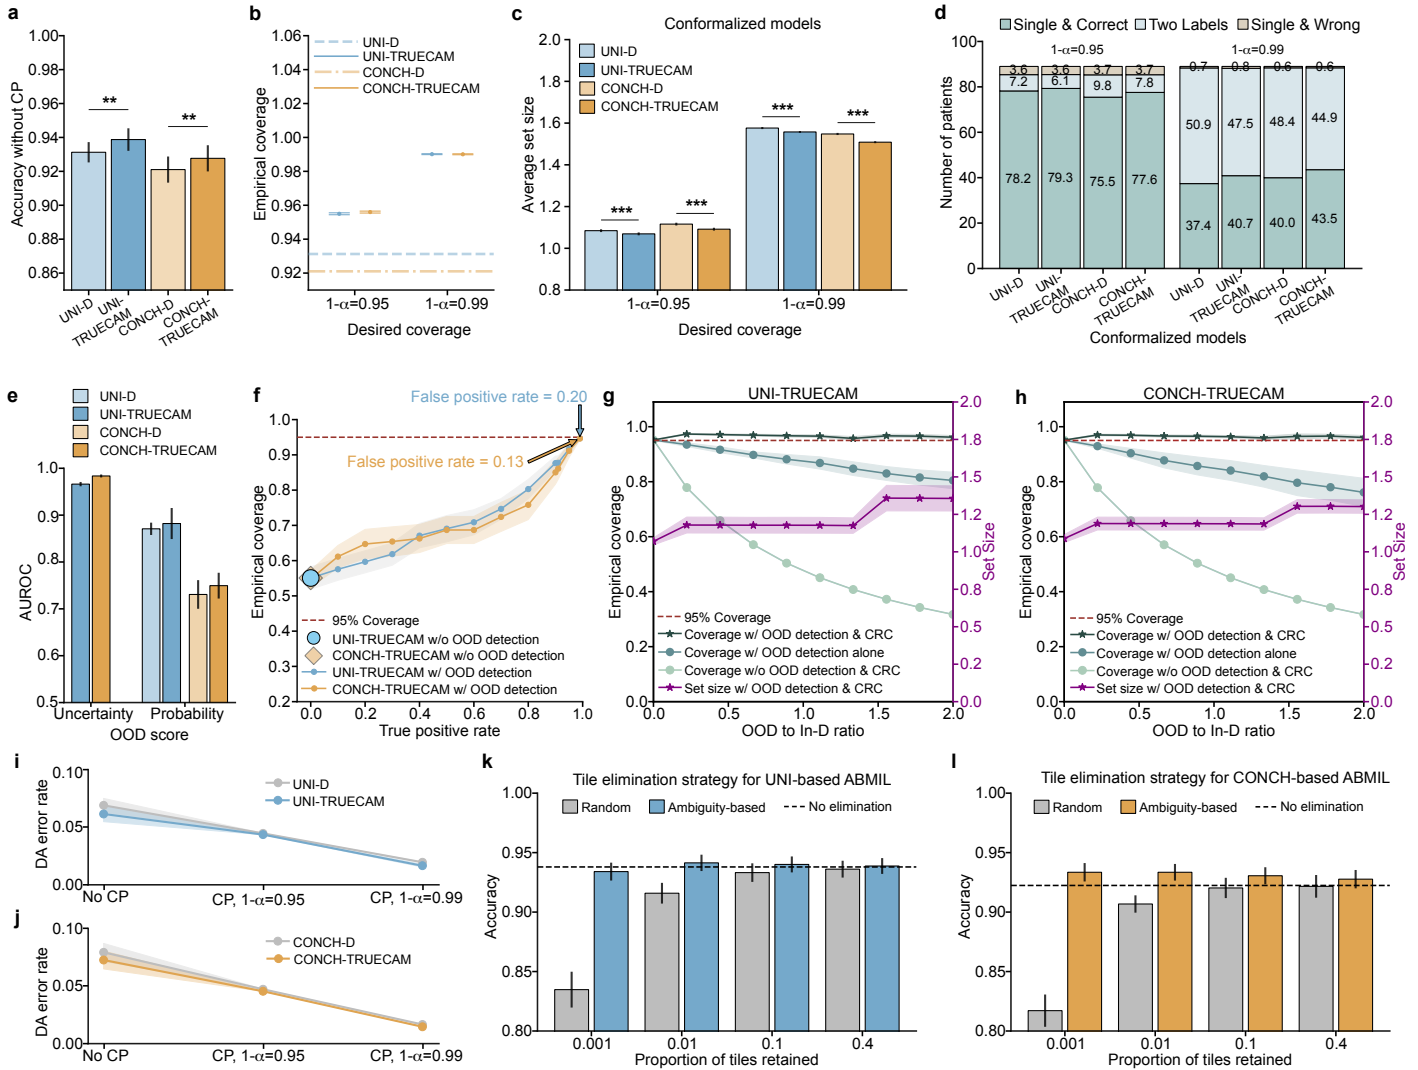 a
Accuracy without CP
1.00
0.98
0.96
0.94
0.92
0.90
0.88
0.86
**
**
UNI-D
UNI-
TRUECAM
CONCH-D
CONCH-
TRUECAM
b
Empirical coverage
1.06
1.04
1.02
1.00
0.98
0.96
0.94
0.92
UNI-D
UNI-TRUECAM
CONCH-D
CONCH-TRUECAM
1-α=0.95
1-α=0.99
Desired coverage
c
Conformalized models
Average set size
2.0
1.8
1.6
1.4
1.2
1.0
0.8
UNI-D
UNI-TRUECAM
CONCH-D
CONCH-TRUECAM
***
***
***
***
1-α=0.95
1-α=0.99
Desired coverage
d
Single & Correct
Two Labels
Single & Wrong
Number of patients
100
80
60
40
20
0
1-α=0.95
1-α=0.99
3.6
3.6
3.7
3.7
0.7
0.8
0.6
0.6
7.2
6.1
9.8
7.8
50.9
47.5
48.4
44.9
78.2
79.3
75.5
77.6
37.4
40.7
40.0
43.5
UNI-D
UNI-
TRUECAM
CONCH-D
CONCH-
TRUECAM
UNI-D
UNI-
TRUECAM
CONCH-D
CONCH-
TRUECAM
Conformalized models
e
UNI-D
UNI-TRUECAM
CONCH-D
CONCH-TRUECAM
AUROC
1.0
0.9
0.8
0.7
0.6
0.5
Uncertainty
Probability
OOD score
f
False positive rate = 0.20
False positive rate = 0.13
Empirical coverage
1.0
0.9
0.8
0.7
0.6
0.5
0.4
0.3
0.2
95% Coverage
UNI-TRUECAM w/o OOD detection
CONCH-TRUECAM w/o OOD detection
UNI-TRUECAM w/ OOD detection
CONCH-TRUECAM w/ OOD detection
0.0
0.2
0.4
0.6
0.8
1.0
True positive rate
g
UNI-TRUECAM
Empirical coverage
1.0
0.8
0.6
0.4
0.2
0.0
95% Coverage
Coverage w/ OOD detection & CRC
Coverage w/ OOD detection alone
Coverage w/o OOD detection & CRC
Set size w/ OOD detection & CRC
0.0
0.5
1.0
1.5
2.0
OOD to In-D ratio
2.0
1.8
1.5
1.2
1.0
0.8
0.5
0.2
0.0
Set Size
h
CONCH-TRUECAM
Empirical coverage
1.0
0.8
0.6
0.4
0.2
0.0
95% Coverage
Coverage w/ OOD detection & CRC
Coverage w/ OOD detection alone
Coverage w/o OOD detection & CRC
Set size w/ OOD detection & CRC
0.0
0.5
1.0
1.5
2.0
OOD to In-D ratio
2.0
1.8
1.5
1.2
1.0
0.8
0.5
0.2
0.0
Set Size
i
DA error rate
0.10
0.05
0.00
UNI-D
UNI-TRUECAM
No CP
CP, 1-α=0.95
CP, 1-α=0.99
j
DA error rate
0.10
0.05
0.00
CONCH-D
CONCH-TRUECAM
No CP
CP, 1-α=0.95
CP, 1-α=0.99
k
Tile elimination strategy for UNI-based ABMIL
Random
Ambiguity-based
No elimination
Accuracy
1.00
0.95
0.90
0.85
0.80
0.001
0.01
0.1
0.4
Proportion of tiles retained
l
Tile elimination strategy for CONCH-based ABMIL
Random
Ambiguity-based
No elimination
Accuracy
1.00
0.95
0.90
0.85
0.80
0.001
0.01
0.1
0.4
Proportion of tiles retained